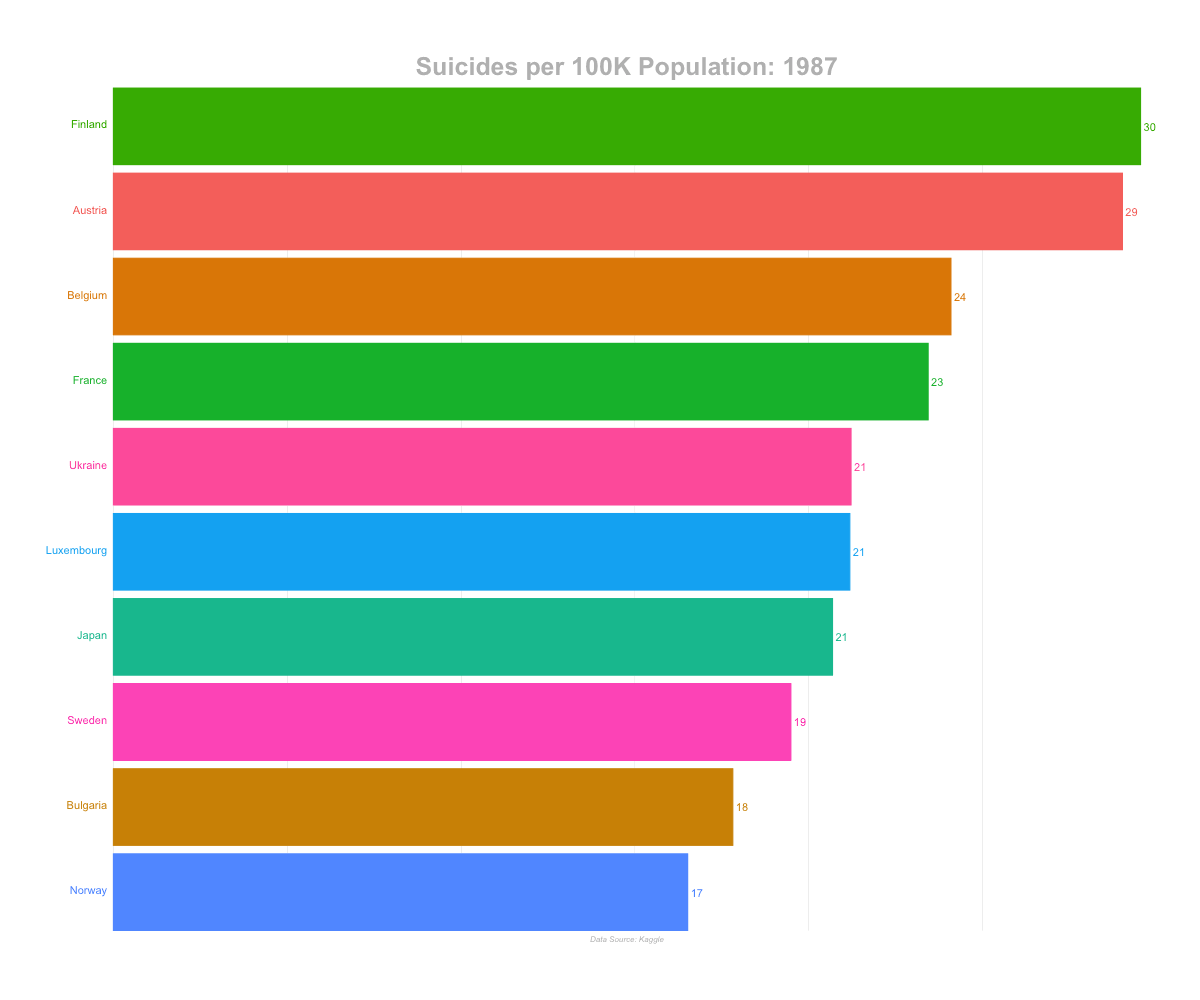 Suicides per 100K Population: 1987
Finland 30
Austria 29
Belgium 24
France 23
Ukraine 21
Luxembourg 21
Japan 21
Sweden 19
Bulgaria 18
Norway 17
Data Source: Kaggle